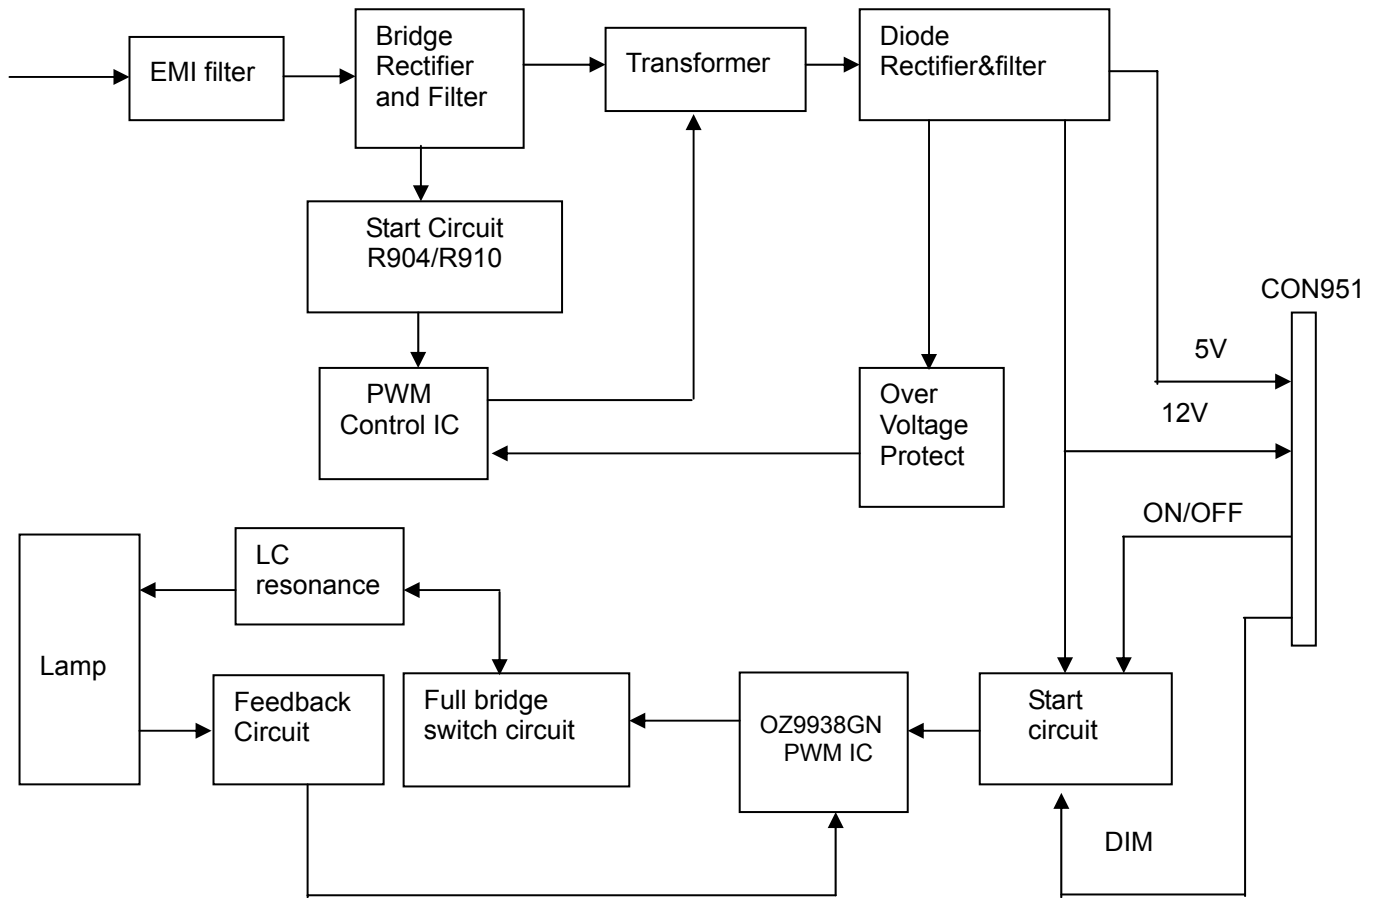 EMI filter
Bridge
Rectifier
and Filter
Transformer
Diode
Rectifier&filter
Start Circuit
R904/R910
CON951
5V
PWM
Control IC
Over
Voltage
Protect
12V
ON/OFF
LC
resonance
Lamp
Feedback
Circuit
Full bridge
switch circuit
OZ9938GN
PWM IC
Start
circuit
DIM